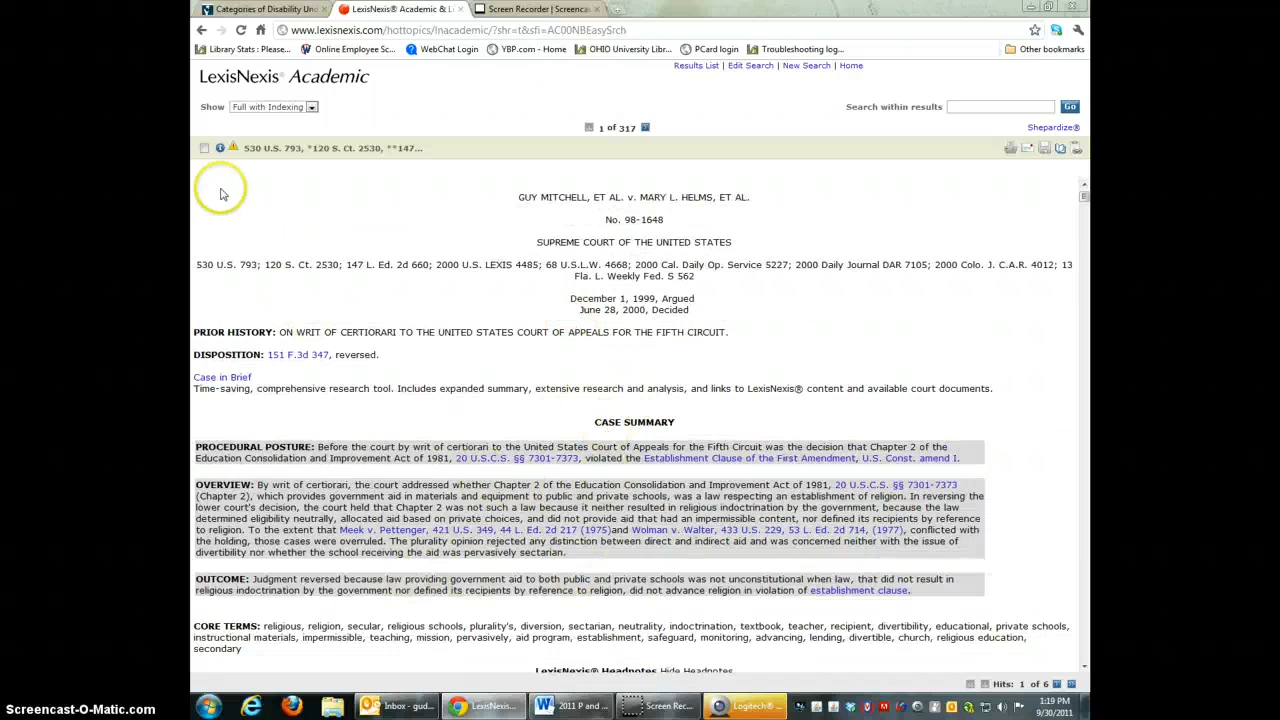 Categories of Disability Und
LexisNexis® Academic & L
Screen Recorder | Screencas
www.lexisnexis.com/hottopics/lnacademic/?shr=t&sfi=AC00NBEasySrch
Library Stats : Please... Online Employee Sc... WebChat Login YBP.com - Home OHIO University Libr... PCard login Troubleshooting log... Other bookmarks
Results List | Edit Search | New Search | Home
LexisNexis® Academic
Show Full with Indexing Search within results Go
1 of 317 Shepardize®
530 U.S. 793, *120 S. Ct. 2530, **147...
GUY MITCHELL, ET AL. v. MARY L. HELMS, ET AL.
No. 98-1648
SUPREME COURT OF THE UNITED STATES
530 U.S. 793; 120 S. Ct. 2530; 147 L. Ed. 2d 660; 2000 U.S. LEXIS 4485; 68 U.S.L.W. 4668; 2000 Cal. Daily Op. Service 5227; 2000 Daily Journal DAR 7105; 2000 Colo. J. C.A.R. 4012; 13
Fla. L. Weekly Fed. S 562
December 1, 1999, Argued
June 28, 2000, Decided
PRIOR HISTORY: ON WRIT OF CERTIORARI TO THE UNITED STATES COURT OF APPEALS FOR THE FIFTH CIRCUIT.
DISPOSITION: 151 F.3d 347, reversed.
Case in Brief
Time-saving, comprehensive research tool. Includes expanded summary, extensive research and analysis, and links to LexisNexis® content and available court documents.
CASE SUMMARY
PROCEDURAL POSTURE: Before the court by writ of certiorari to the United States Court of Appeals for the Fifth Circuit was the decision that Chapter 2 of the
Education Consolidation and Improvement Act of 1981, 20 U.S.C.S. §§ 7301-7373, violated the Establishment Clause of the First Amendment, U.S. Const. amend I.
OVERVIEW: By writ of certiorari, the court addressed whether Chapter 2 of the Education Consolidation and Improvement Act of 1981, 20 U.S.C.S. §§ 7301-7373
(Chapter 2), which provides government aid in materials and equipment to public and private schools, was a law respecting an establishment of religion. In reversing the
lower court's decision, the court held that Chapter 2 was not such a law because it neither resulted in religious indoctrination by the government, because the law
determined eligibility neutrally, allocated aid based on private choices, and did not provide aid that had an impermissible content, nor defined its recipients by reference
to religion. To the extent that Meek v. Pettenger, 421 U.S. 349, 44 L. Ed. 2d 217 (1975)and Wolman v. Walter, 433 U.S. 229, 53 L. Ed. 2d 714, (1977), conflicted with
the holding, those cases were overruled. The plurality opinion rejected any distinction between direct and indirect aid and was concerned neither with the issue of
divertibility nor whether the school receiving the aid was pervasively sectarian.
OUTCOME: Judgment reversed because law providing government aid to both public and private schools was not unconstitutional when law, that did not result in
religious indoctrination by the government nor defined its recipients by reference to religion, did not advance religion in violation of establishment clause.
CORE TERMS: religious, religion, secular, religious schools, plurality's, diversion, sectarian, neutrality, indoctrination, textbook, teacher, recipient, divertibility, educational, private schools,
instructional materials, impermissible, teaching, mission, pervasively, aid program, establishment, safeguard, monitoring, advancing, lending, divertible, church, religious education,
secondary
LexisNexis® Headnotes Hide Headnotes
Hits: 1 of 6
Inbox - gud... LexisNexis... 2011 P and ... Screen Rec... Logitech® ... 1:19 PM
9/30/2011
Screencast-O-Matic.com